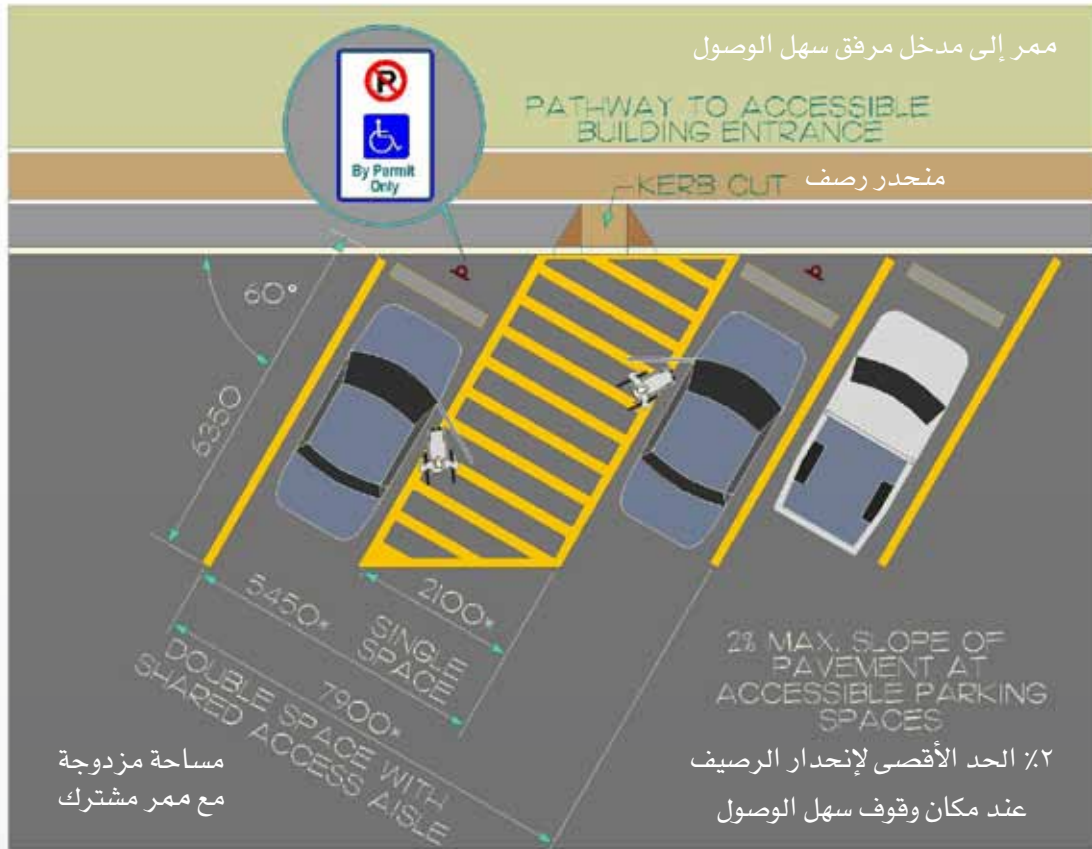 ممر إلى مدخل مرفق سهل الوصول
PATHWAY TO ACCESSIBLE
BUILDING ENTRANCE
P
By Permit
Only
KERB CUT منحدر رصف
60°
6350
5450*
2100*
SINGLE
SPACE
7900*
DOUBLE SPACE WITH
SHARED ACCESS AISLE
2% MAX. SLOPE OF
PAVEMENT AT
ACCESSIBLE PARKING
SPACES
٢٪ الحد الأقصى لإنحدار الرصيف
عند مكان وقوف سهل الوصول
مساحة مزدوجة
مع ممر مشترك